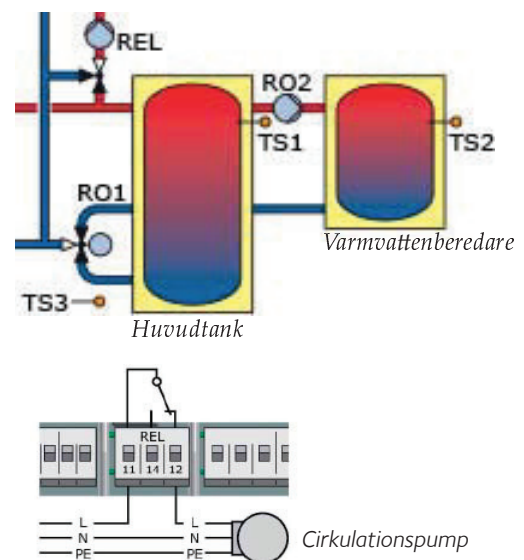 REL
RO2
TS1
TS2
RO1
Varmvattenberedare
TS3
Huvudtank
REL
11 14 12
L L
N N
PE PE
Cirkulationspump